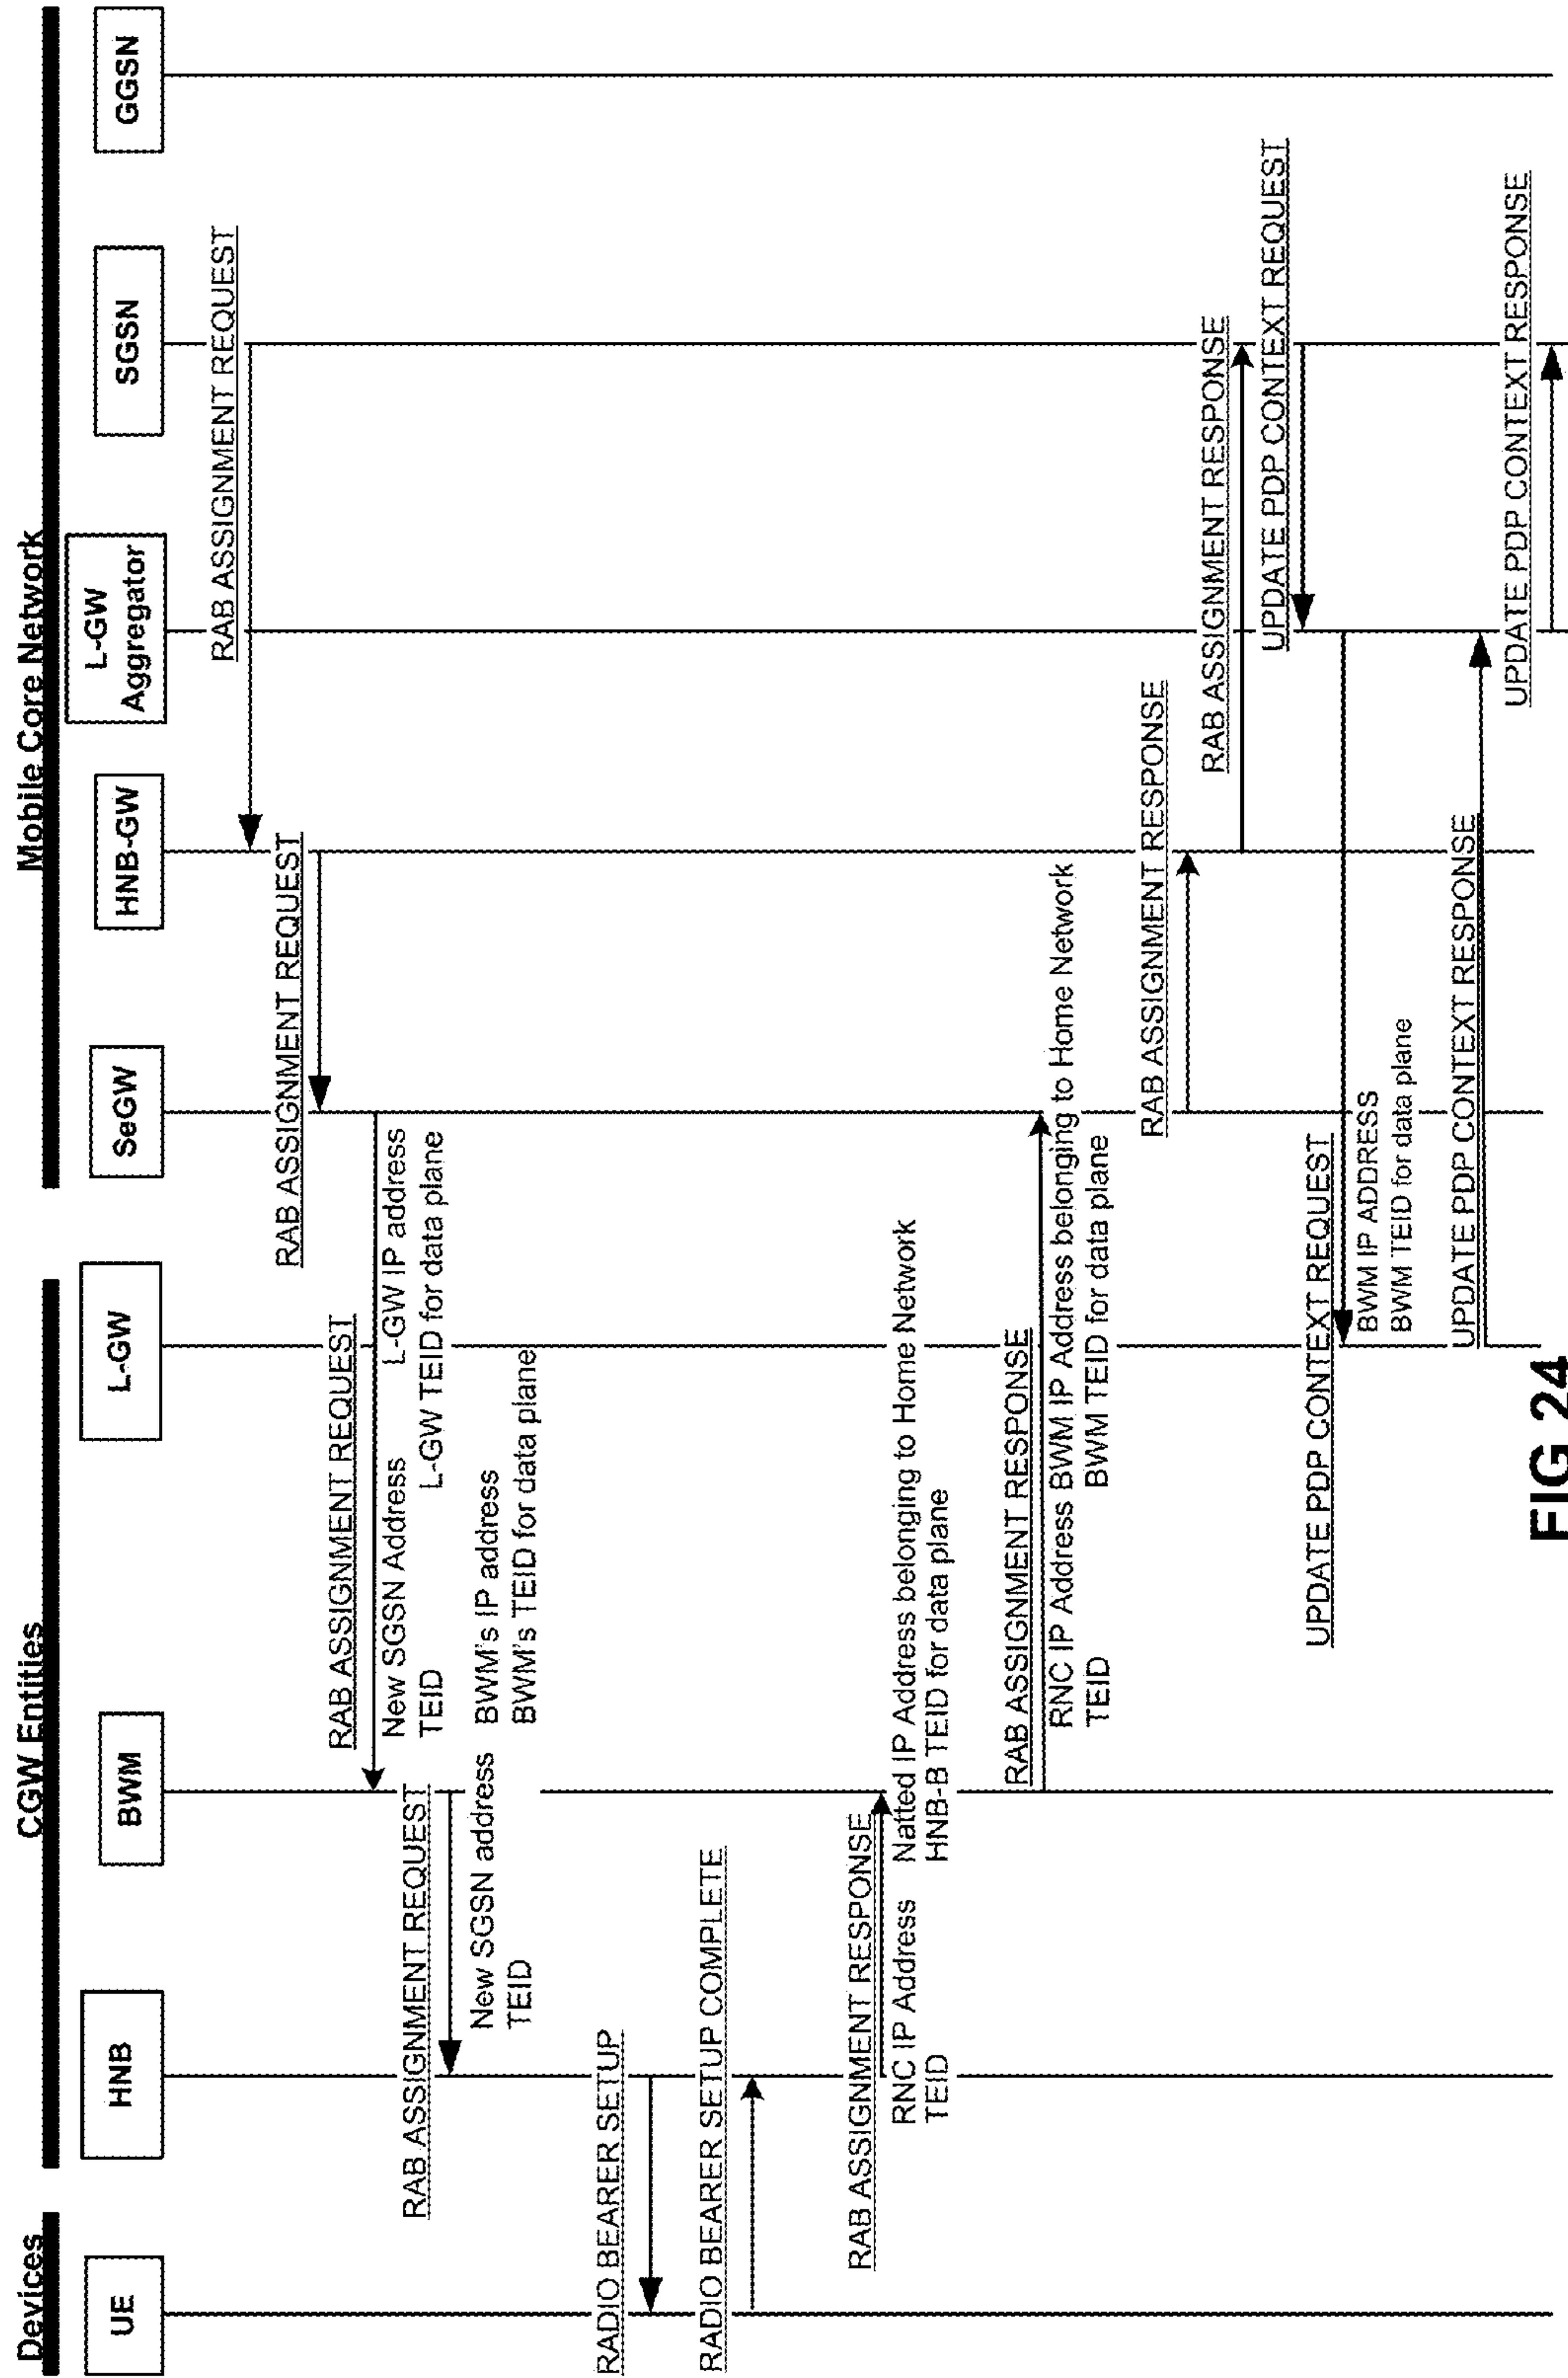 Devices
CGW Entities
Mobile Core Network
UE
HNB
BWM
L-GW
SeGW
HNB-GW
L-GW
Aggregator
SGSN
GGSN
RAB ASSIGNMENT REQUEST
RAB ASSIGNMENT REQUEST
RAB ASSIGNMENT REQUEST
New SGSN Address
TEID
L-GW IP address
L-GW TEID for data plane
RAB ASSIGNMENT REQUEST
New SGSN address
TEID
BWM's IP address
BWM's TEID for data plane
RADIO BEARER SETUP
RADIO BEARER SETUP COMPLETE
RAB ASSIGNMENT RESPONSE
RNC IP Address
TEID
Natted IP Address belonging to Home Network
HNB-B TEID for data plane
RAB ASSIGNMENT RESPONSE
RNC IP Address
TEID
BWM IP Address belonging to Home Network
BWM TEID for data plane
RAB ASSIGNMENT RESPONSE
RAB ASSIGNMENT RESPONSE
UPDATE PDP CONTEXT REQUEST
UPDATE PDP CONTEXT REQUEST
BWM IP ADDRESS
BWM TEID for data plane
UPDATE PDP CONTEXT RESPONSE
UPDATE PDP CONTEXT RESPONSE
FIG 24